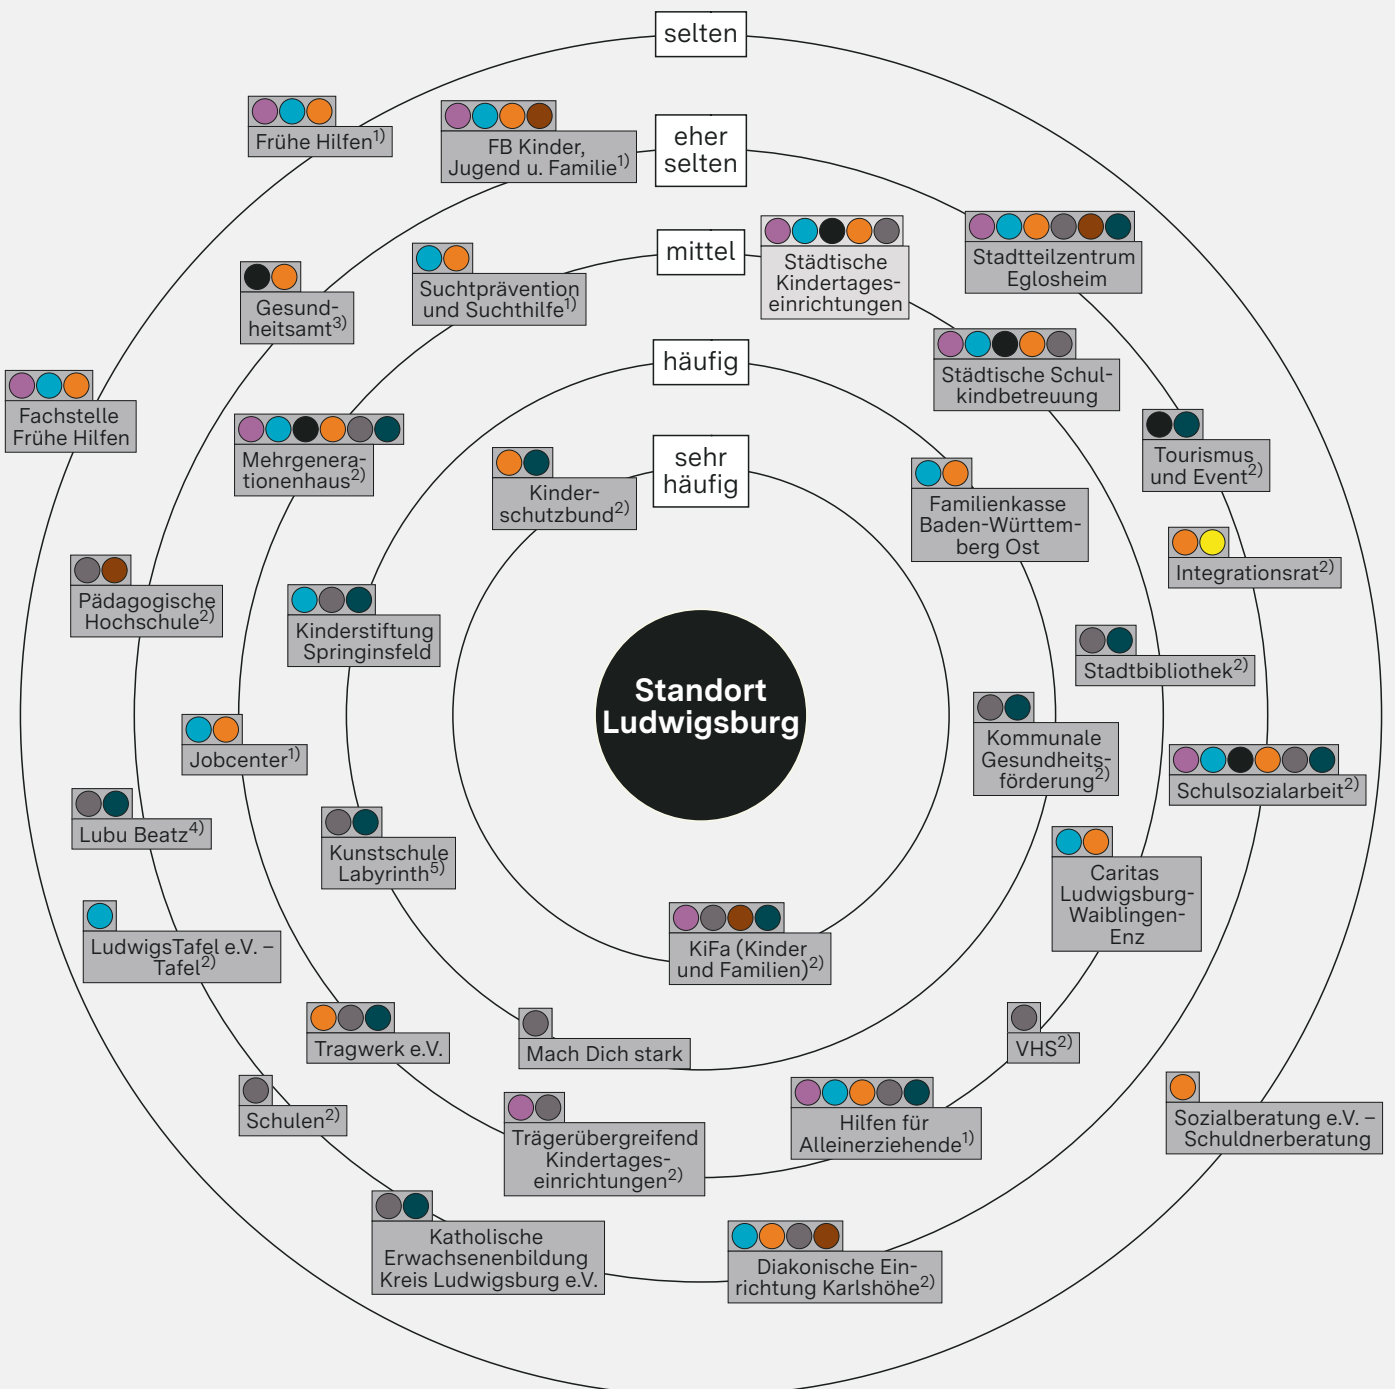 selten
Frühe Hilfen1)
FB Kinder,
Jugend u. Familie1)
eher
selten
mittel
Städtische
Kindertages-
einrichtungen
Stadtteilzentrum
Eglosheim
Suchtprävention
und Suchthilfe1)
Gesund-
heitsamt3)
häufig
Städtische Schul-
kindbetreuung
Fachstelle
Frühe Hilfen
Mehrgenera-
tionenhaus2)
sehr
häufig
Kinder-
schutzbund2)
Familienkasse
Baden-Württem-
berg Ost
Tourismus
und Event2)
Integrationsrat2)
Pädagogische
Hochschule2)
Kinderstiftung
Springinsfeld
Stadtbibliothek2)
Standort
Ludwigsburg
Jobcenter1)
Kommunale
Gesundheits-
förderung2)
Schulsozialarbeit2)
Lubu Beatz4)
Kunstschule
Labyrinth5)
Caritas
Ludwigsburg-
Waiblingen-
Enz
LudwigsTafel e.V. –
Tafel2)
KiFa (Kinder
und Familien)2)
Tragwerk e.V.
Mach Dich stark
VHS2)
Schulen2)
Trägerübergreifend
Kindertages-
einrichtungen2)
Hilfen für
Alleinerziehende1)
Sozialberatung e.V. –
Schuldnerberatung
Katholische
Erwachsenenbildung
Kreis Ludwigsburg e.V.
Diakonische Ein-
richtung Karlshöhe2)